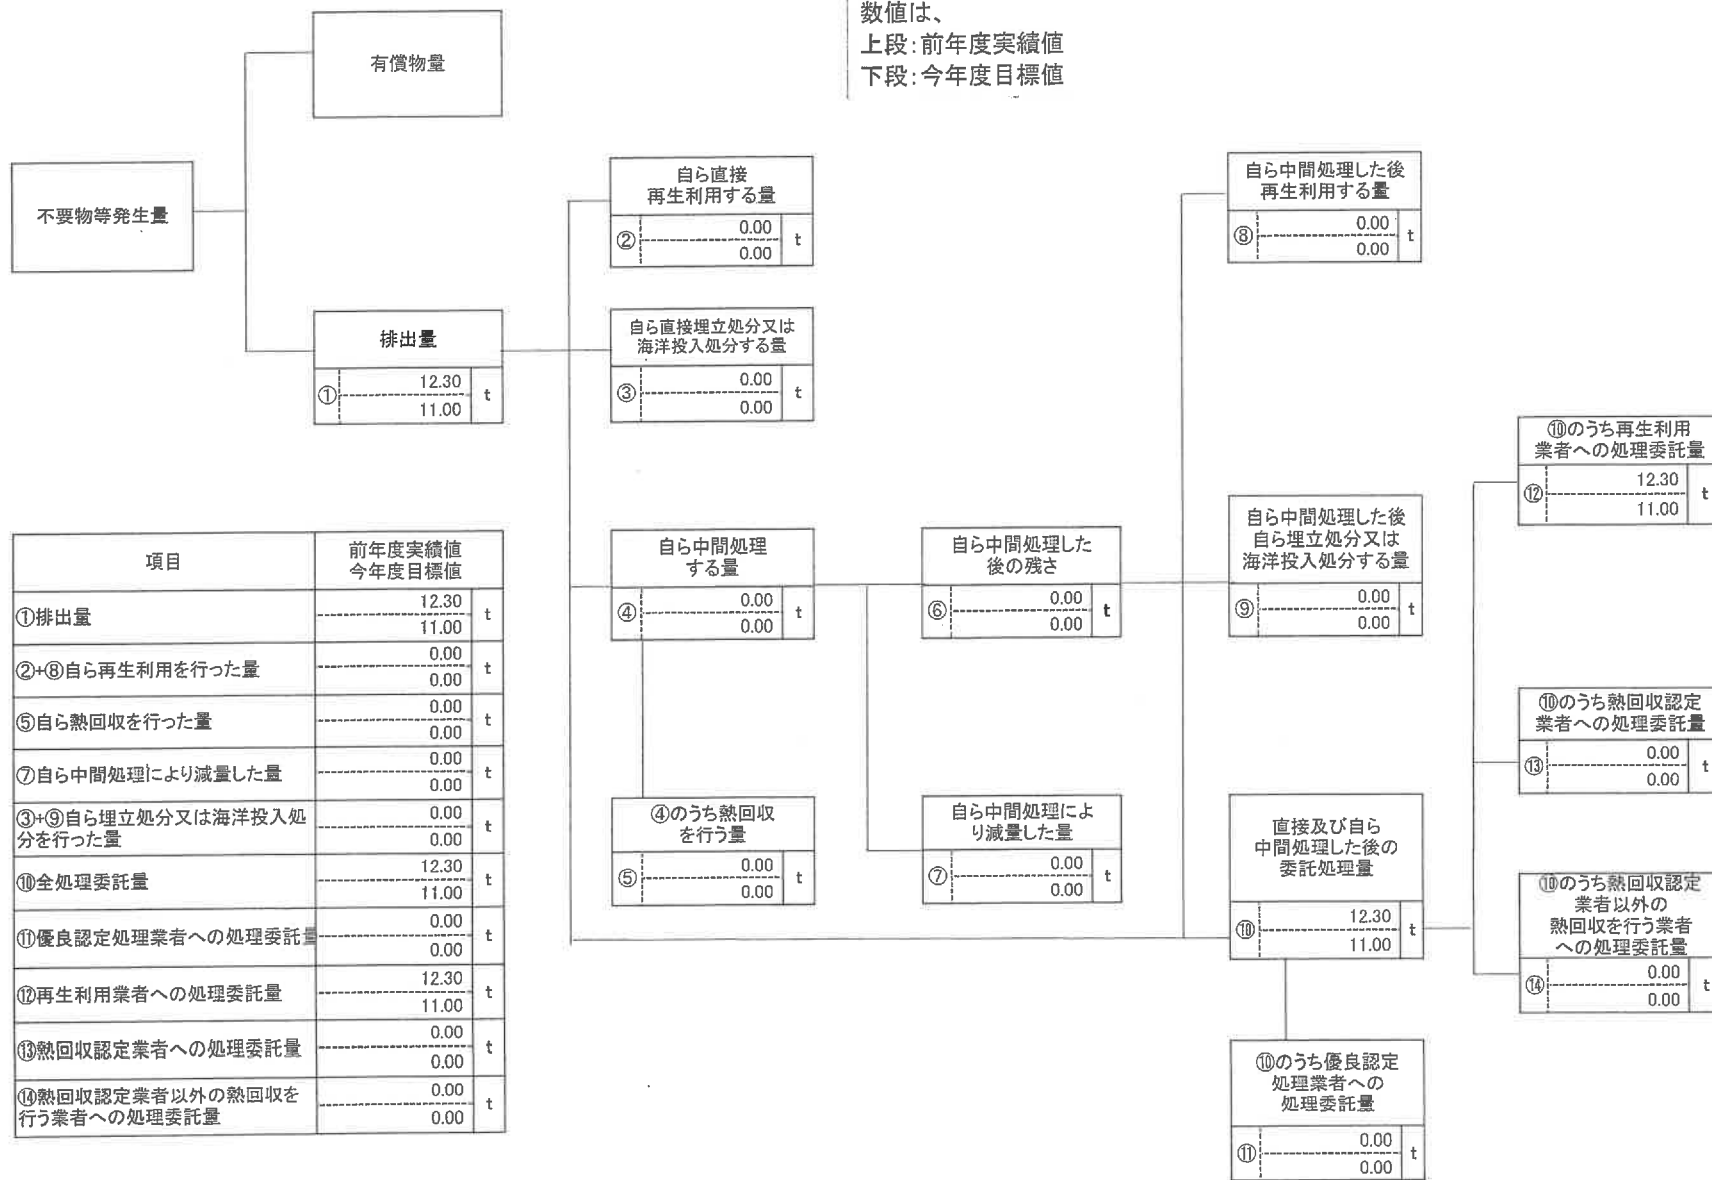 数値は、
上段:前年度実績値
下段:今年度目標値
有償物量
不要物等発生量
排出量
① 12.30 t
11.00
自ら直接
再生利用する量
② 0.00 t
0.00
自ら直接埋立処分又は
海洋投入処分する量
③ 0.00 t
0.00
自ら中間処理
する量
④ 0.00 t
0.00
④のうち熱回収
を行う量
⑤ 0.00 t
0.00
自ら中間処理した
後の残さ
⑥ 0.00 t
0.00
自ら中間処理によ
り減量した量
⑦ 0.00 t
0.00
自ら中間処理した後
再生利用する量
⑧ 0.00 t
0.00
自ら中間処理した後
自ら埋立処分又は
海洋投入処分する量
⑨ 0.00 t
0.00
直接及び自ら
中間処理した後の
委託処理量
⑩ 12.30 t
11.00
⑩のうち優良認定
処理業者への
処理委託量
⑪ 0.00 t
0.00
⑩のうち再生利用
業者への処理委託量
⑫ 12.30 t
11.00
⑩のうち熱回収認定
業者への処理委託量
⑬ 0.00 t
0.00
⑩のうち熱回収認定
業者以外の
熱回収を行う業者
への処理委託量
⑭ 0.00 t
0.00
項目 前年度実績値
今年度目標値
①排出量 12.30 t
11.00
②+⑧自ら再生利用を行った量 0.00 t
0.00
⑤自ら熱回収を行った量 0.00 t
0.00
⑦自ら中間処理により減量した量 0.00 t
0.00
③+⑨自ら埋立処分又は海洋投入処 0.00 t
分を行った量 0.00
⑩全処理委託量 12.30 t
11.00
⑪優良認定処理業者への処理委託量 0.00 t
0.00
⑫再生利用業者への処理委託量 12.30 t
11.00
⑬熱回収認定業者への処理委託量 0.00 t
0.00
⑭熱回収認定業者以外の熱回収を 0.00 t
行う業者への処理委託量 0.00